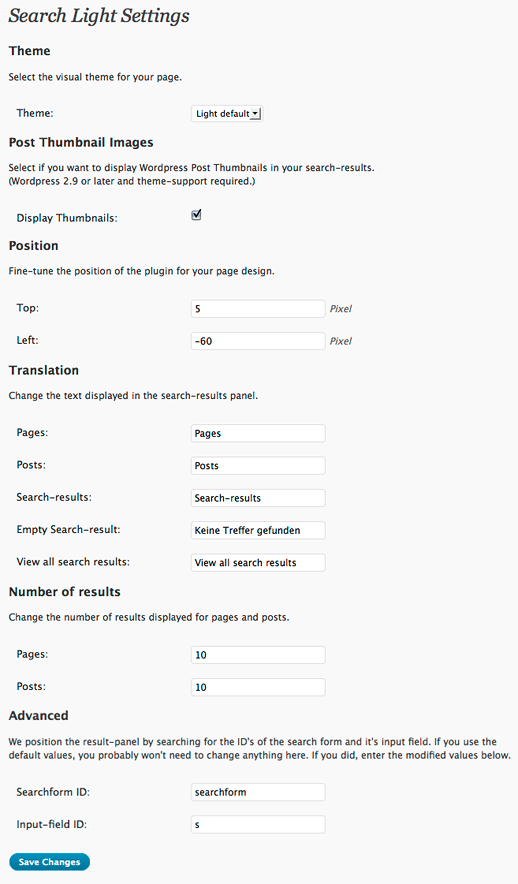 Search Light Settings
Theme
Select the visual theme for your page.
Theme: Light default
Post Thumbnail Images
Select if you want to display Wordpress Post Thumbnails in your search-results.
(Wordpress 2.9 or later and theme-support required.)
Display Thumbnails:
Position
Fine-tune the position of the plugin for your page design.
Top: 5 Pixel
Left: -60 Pixel
Translation
Change the text displayed in the search-results panel.
Pages: Pages
Posts: Posts
Search-results: Search-results
Empty Search-result: Keine Treffer gefunden
View all search results: View all search results
Number of results
Change the number of results displayed for pages and posts.
Pages: 10
Posts: 10
Advanced
We position the result-panel by searching for the ID's of the search form and it's input field. If you use the
default values, you probably won't need to change anything here. If you did, enter the modified values below.
Searchform ID: searchform
Input-field ID: s
Save Changes